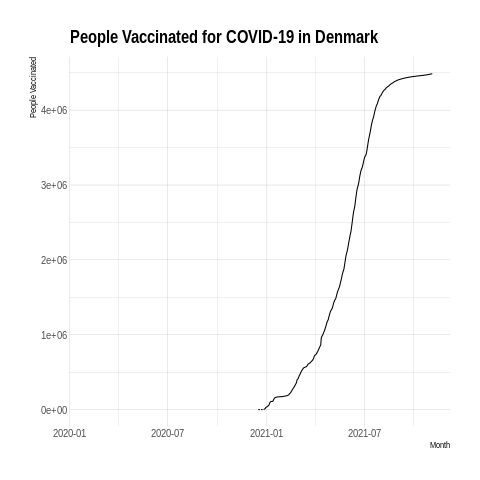 People Vaccinated for COVID-19 in Denmark
People Vaccinated
4e+06
3e+06
2e+06
1e+06
0e+00
2020-01 2020-07 2021-01 2021-07
Month